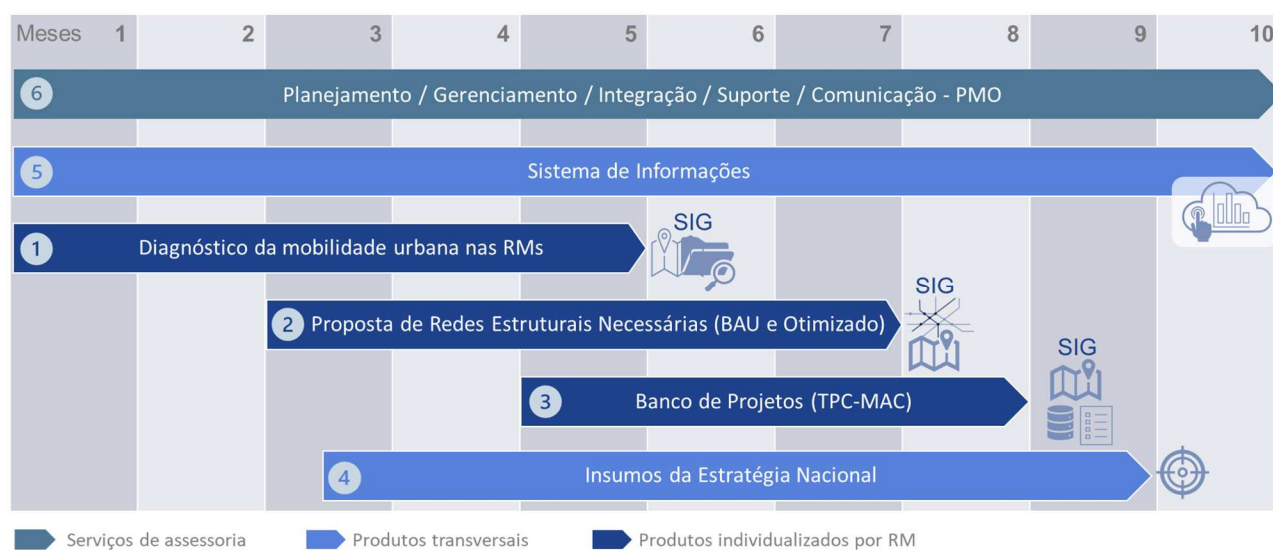 Meses 1 2 3 4 5 6 7 8 9 10
6 Planejamento / Gerenciamento / Integração / Suporte / Comunicação - PMO
5 Sistema de Informações
1 Diagnóstico da mobilidade urbana nas RMs
SIG
2 Proposta de Redes Estruturais Necessárias (BAU e Otimizado)
SIG
3 Banco de Projetos (TPC-MAC)
SIG
4 Insumos da Estratégia Nacional
Serviços de assessoria Produtos transversais Produtos individualizados por RM